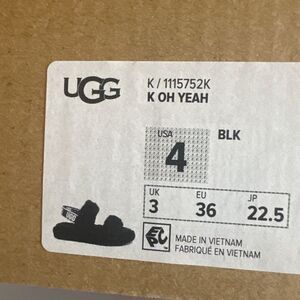 UGG
K / 1115752K
K OH YEAH
USA
4
BLK
UK EU JP
3 36 22.5
MADE IN VIETNAM
FABRIQUÉ EN VIETNAM